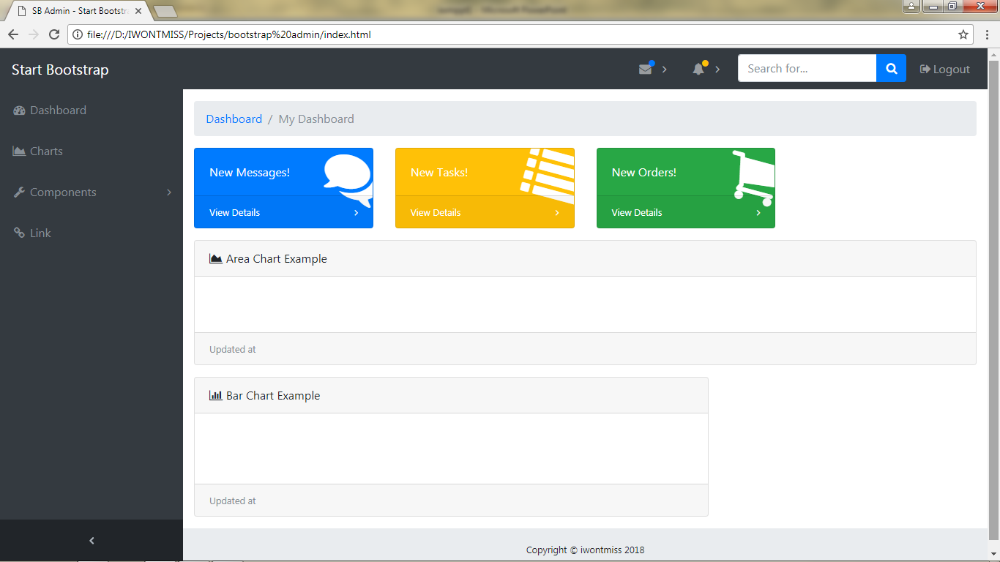 SB Admin - Start Bootstr
file:///D:/IWONTMISS/Projects/bootstrap%20admin/index.html
Start Bootstrap
Search for...
Logout
Dashboard
Charts
Components
Link
Dashboard / My Dashboard
New Messages!
View Details
New Tasks!
View Details
New Orders!
View Details
Area Chart Example
Updated at
Bar Chart Example
Updated at
Copyright © iwontmiss 2018